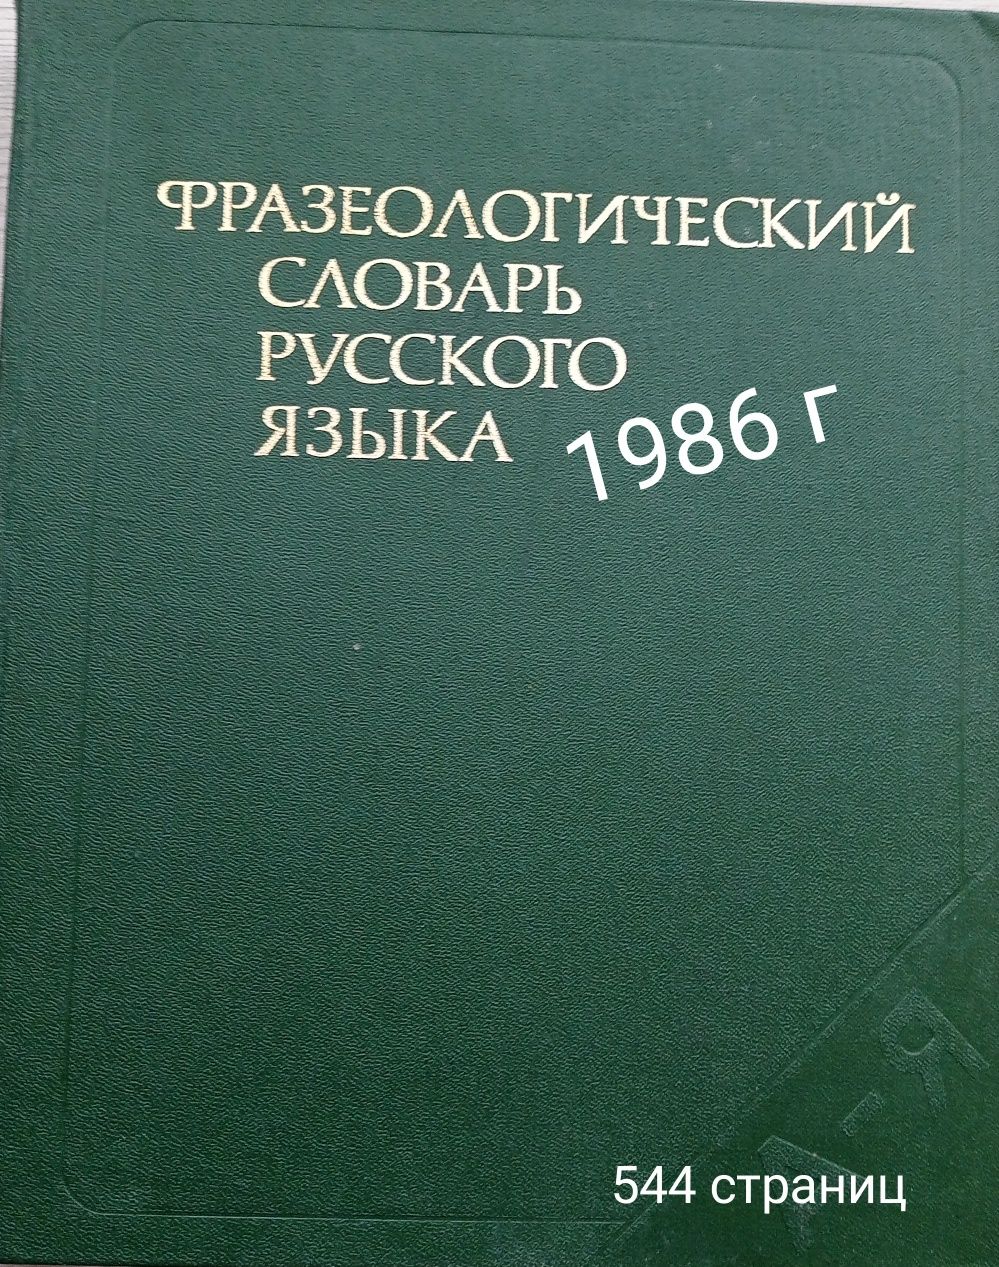 ФРАЗЕОЛОГИЧЕСКИЙ
СЛОВАРЬ
РУССКОГО
ЯЗЫКА
1986 г
А-Я
544 страниц